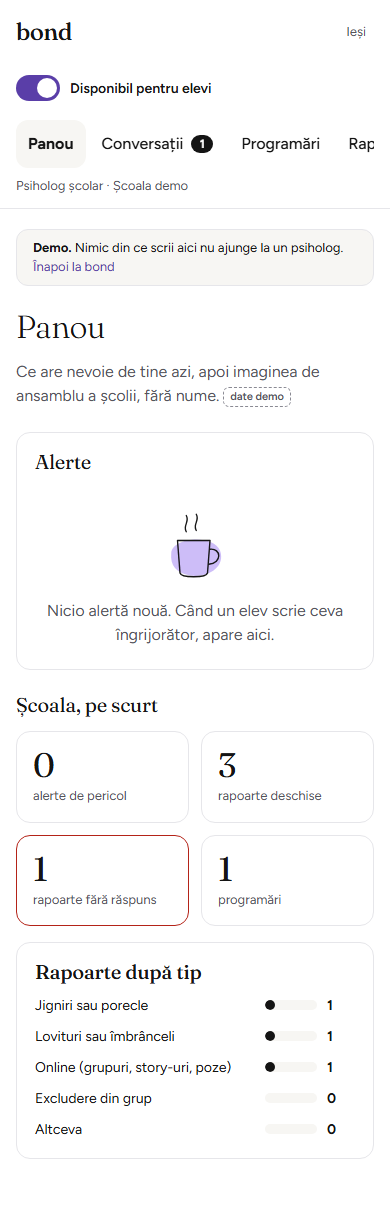 bond
Ieși
Disponibil pentru elevi
Panou
Conversații 1
Programări
Rap
Psiholog școlar · Școala demo
Demo. Nimic din ce scrii aici nu ajunge la un psiholog.
Înapoi la bond
Panou
Ce are nevoie de tine azi, apoi imaginea de
ansamblu a școlii, fără nume. date demo
Alerte
Nicio alertă nouă. Când un elev scrie ceva
îngrijorător, apare aici.
Școala, pe scurt
0
alerte de pericol
3
rapoarte deschise
1
rapoarte fără răspuns
1
programări
Rapoarte după tip
Jigniri sau porecle 1
Lovituri sau îmbrânceli 1
Online (grupuri, story-uri, poze) 1
Excludere din grup 0
Altceva 0